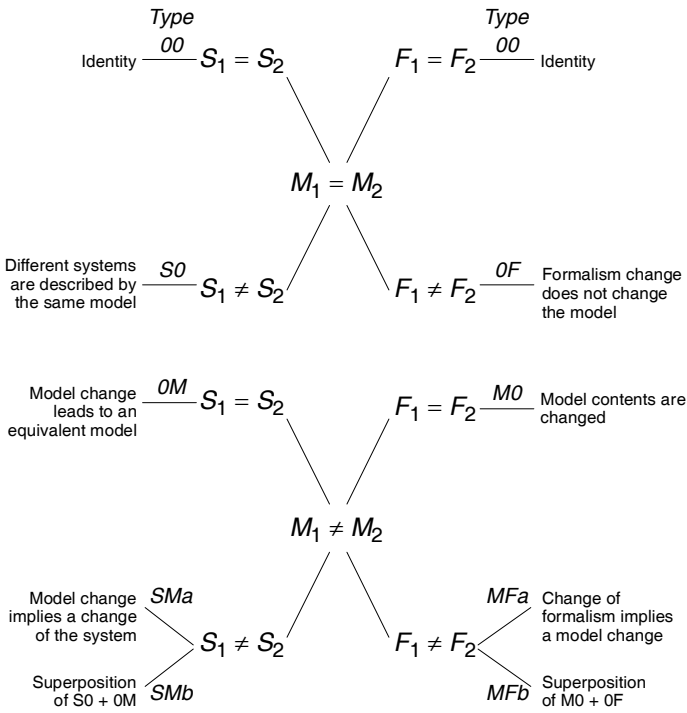 Type Type
Identity 00 S₁ = S₂ F₁ = F₂ 00 Identity
M₁ = M₂
Different systems
are described by
the same model
S0 S₁ ≠ S₂ F₁ ≠ F₂ 0F
Formalism change
does not change
the model
Model change
leads to an
equivalent model
0M S₁ = S₂ F₁ = F₂ M0
Model contents are
changed
M₁ ≠ M₂
Model change
implies a change
of the system
SMa
S₁ ≠ S₂ F₁ ≠ F₂
MFa
Change of
formalism implies
a model change
Superposition
of S0 + 0M
SMb
MFb
Superposition
of M0 + 0F